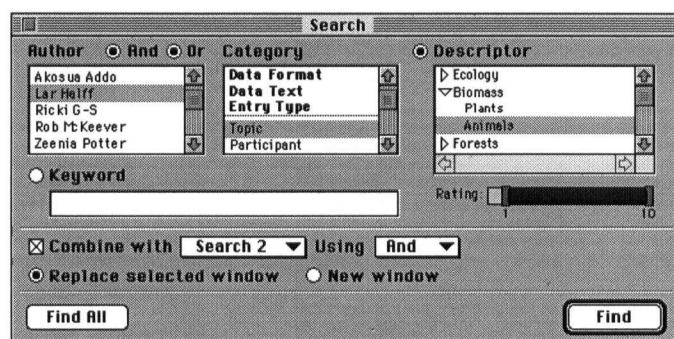 Search
Author And Or Category Descriptor
Akosua Addo
Lar Halff
Ricki G-S
Rob McKeever
Zeenia Potter
Data Format
Data Text
Entry Type
Topic
Participant
Ecology
Biomass
Plants
Animals
Forests
Keyword
Rating:
1 10
Combine with Search 2 Using And
Replace selected window New window
Find All Find